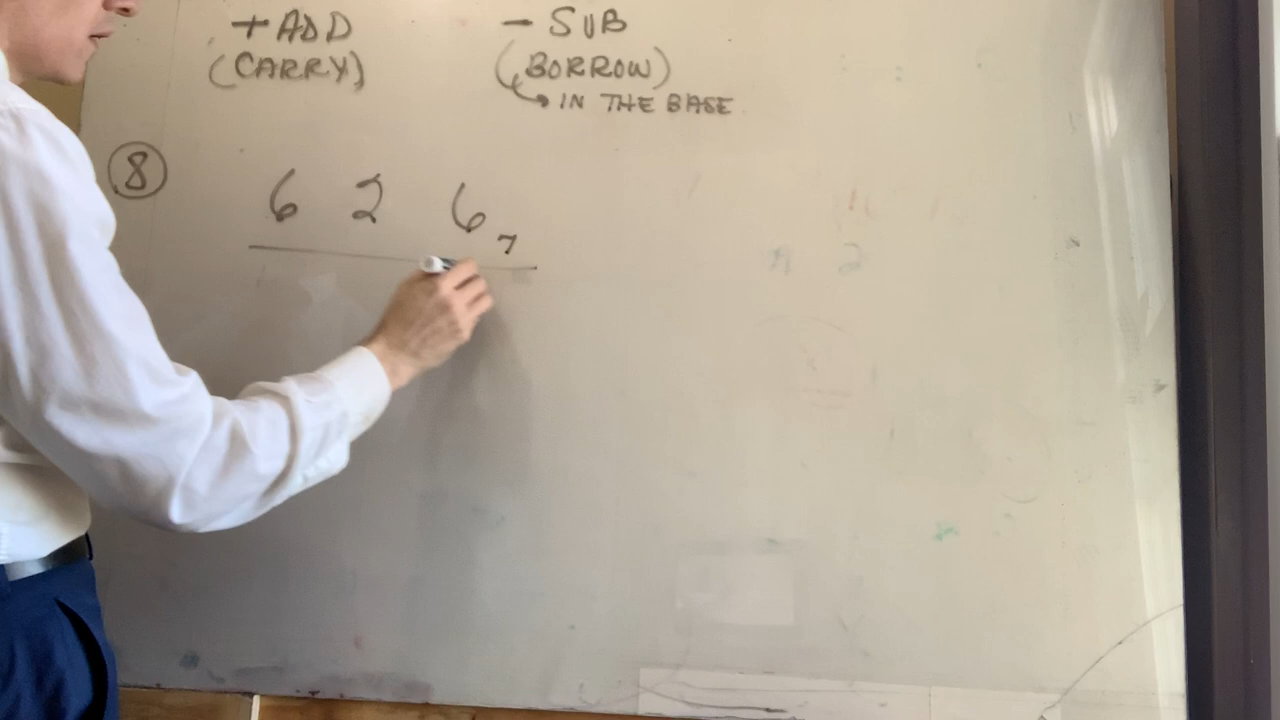 + ADD - SUB
(CARRY) (BORROW)
IN THE BASE
8 6 2 6 7